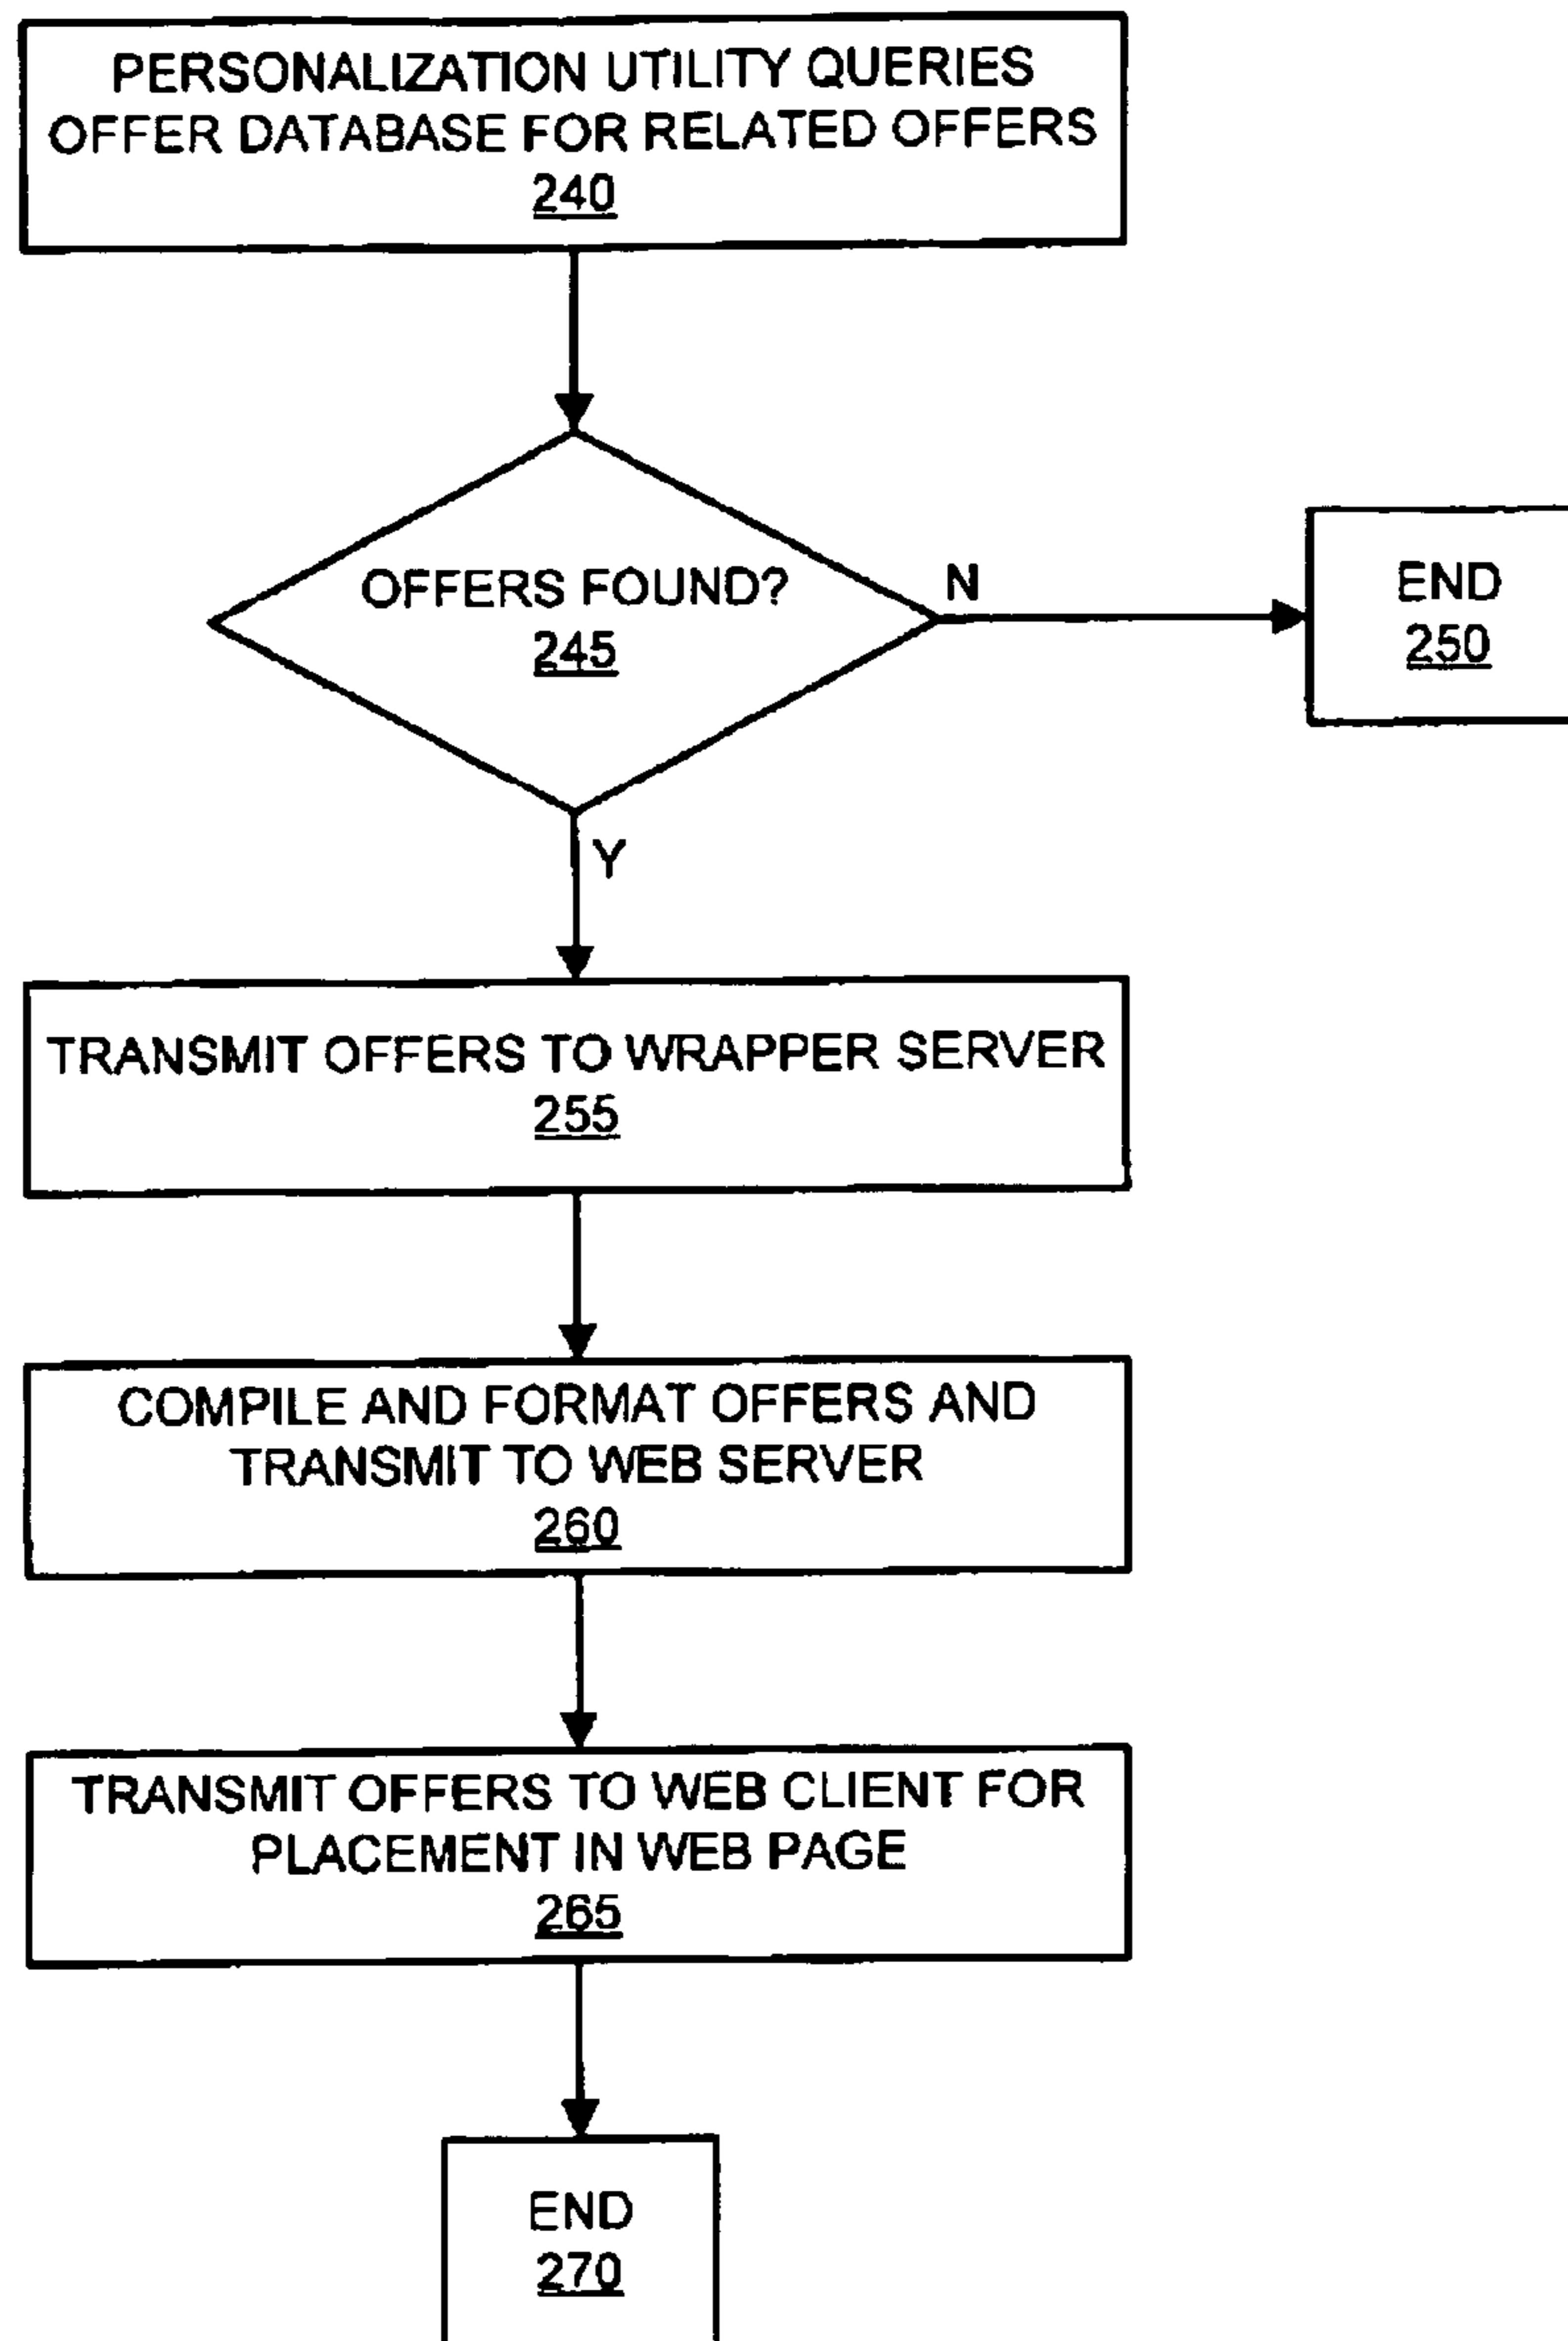 PERSONALIZATION UTILITY QUERIES
OFFER DATABASE FOR RELATED OFFERS
240
OFFERS FOUND?
245
N
END
250
Y
TRANSMIT OFFERS TO WRAPPER SERVER
255
COMPILE AND FORMAT OFFERS AND
TRANSMIT TO WEB SERVER
260
TRANSMIT OFFERS TO WEB CLIENT FOR
PLACEMENT IN WEB PAGE
265
END
270